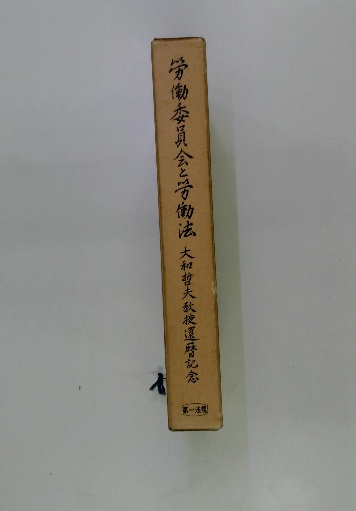 労働委員会と労働法
大和哲夫教授還暦記念
第一法規